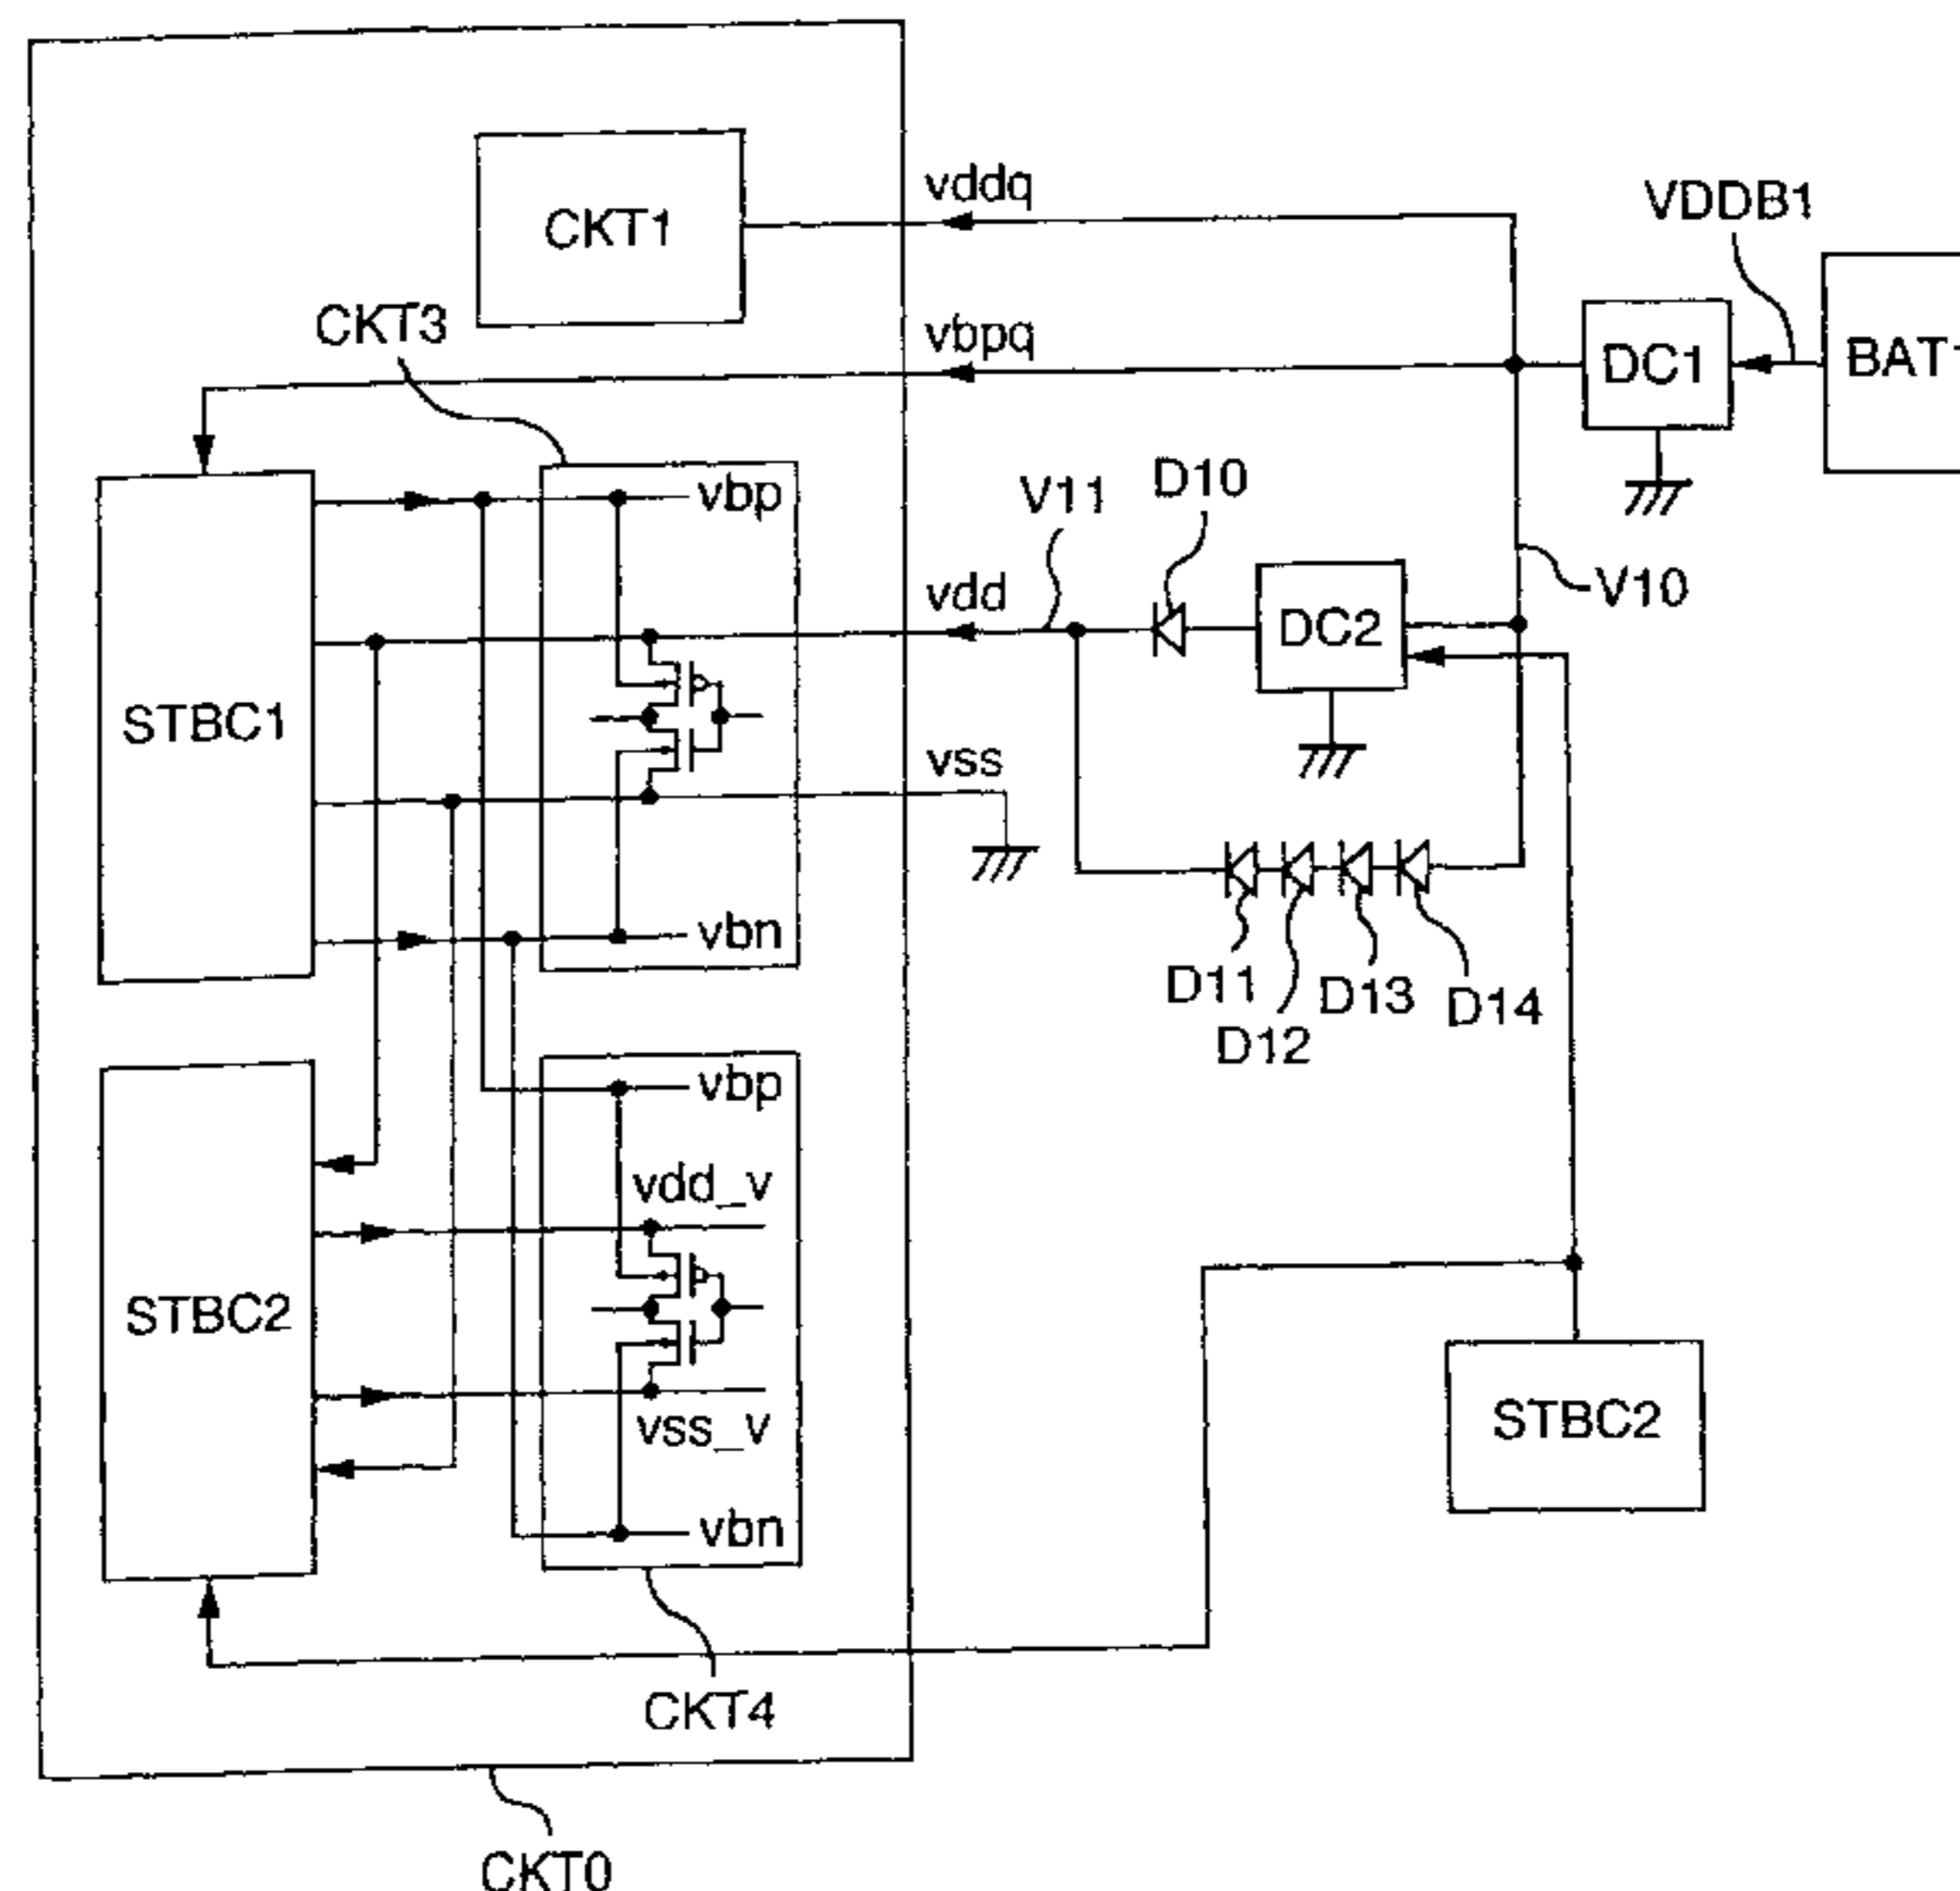 vddq
VDDB1
CKT1
CKT3
vbpq
DC1
BAT1
vbp
V11
D10
vdd
V10
DC2
STBC1
vss
vbn
D11
D12
D13
D14
vbp
vdd_v
STBC2
vss_v
STBC2
vbn
CKT4
CKT0